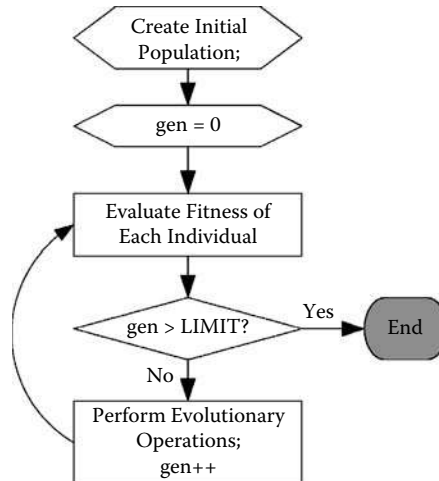 Create Initial
Population;
gen = 0
Evaluate Fitness of
Each Individual
gen > LIMIT?
Yes
End
No
Perform Evolutionary
Operations;
gen++